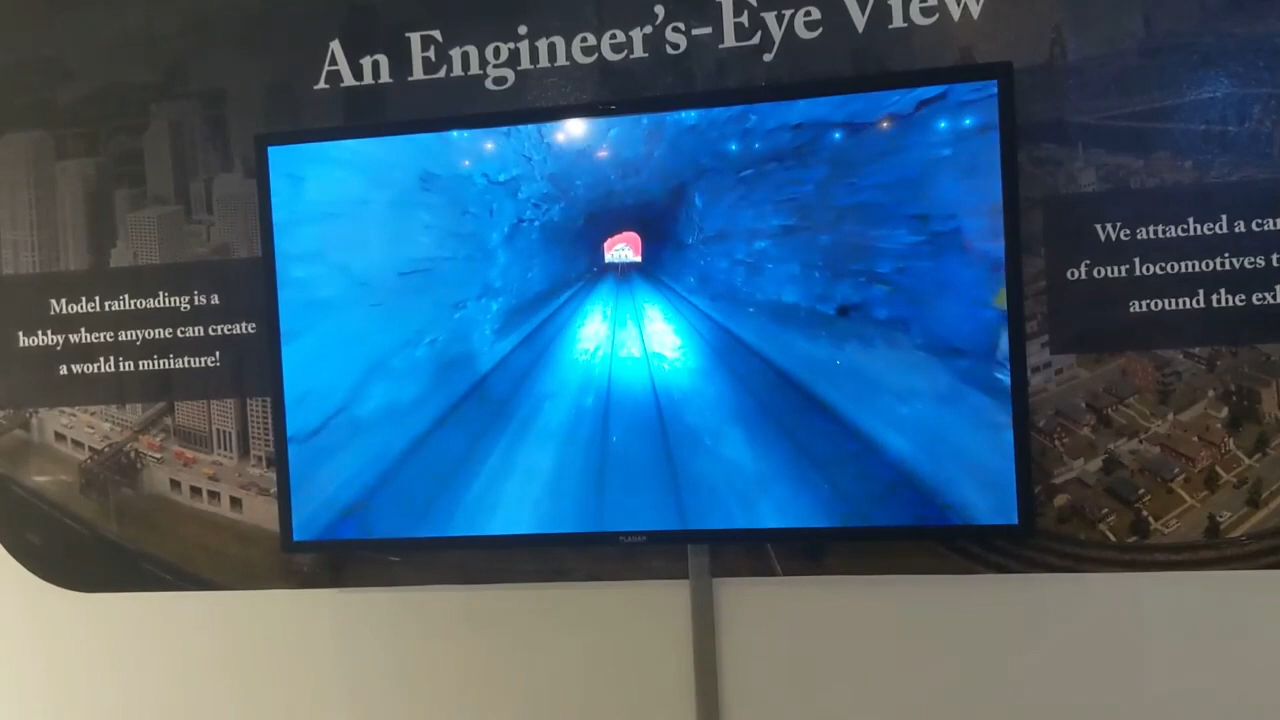 An Engineer's-Eye View
Model railroading is a
hobby where anyone can create
a world in miniature!
We attached a
of our locomotives
around the
PLANAR